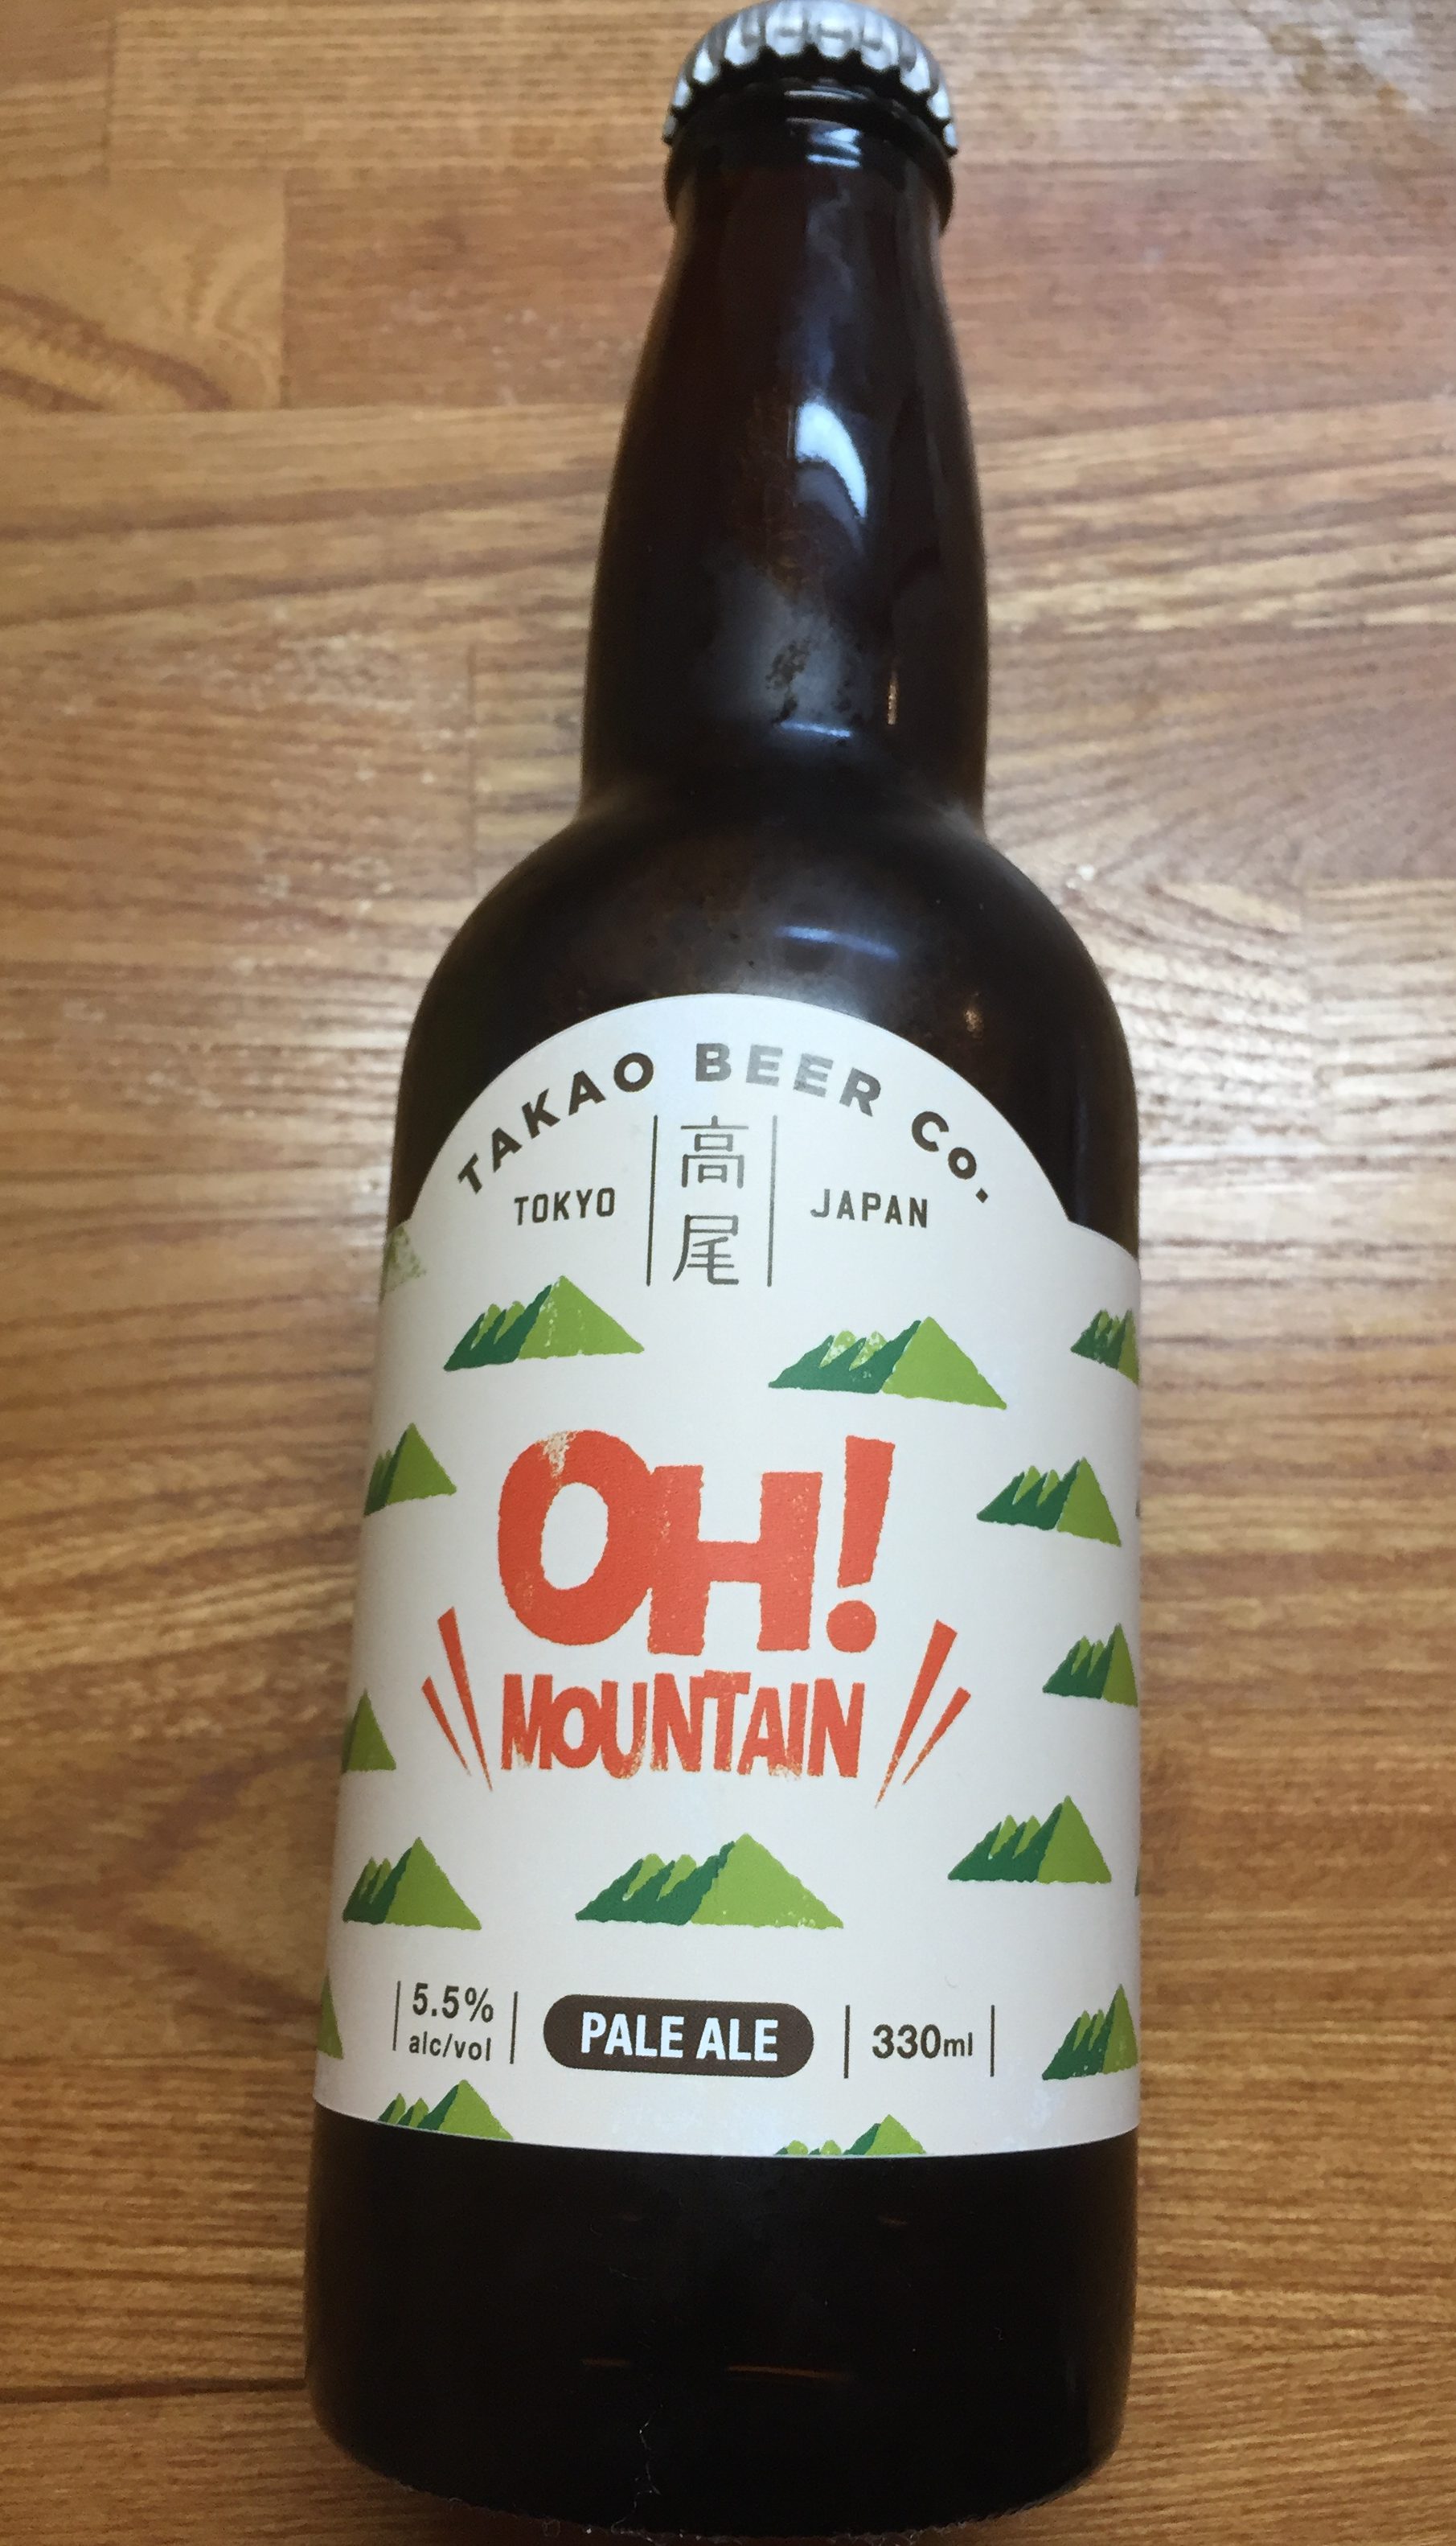 TAKAO BEER Co.
TOKYO 高尾 JAPAN
OH!
MOUNTAIN
5.5% alc/vol PALE ALE 330ml